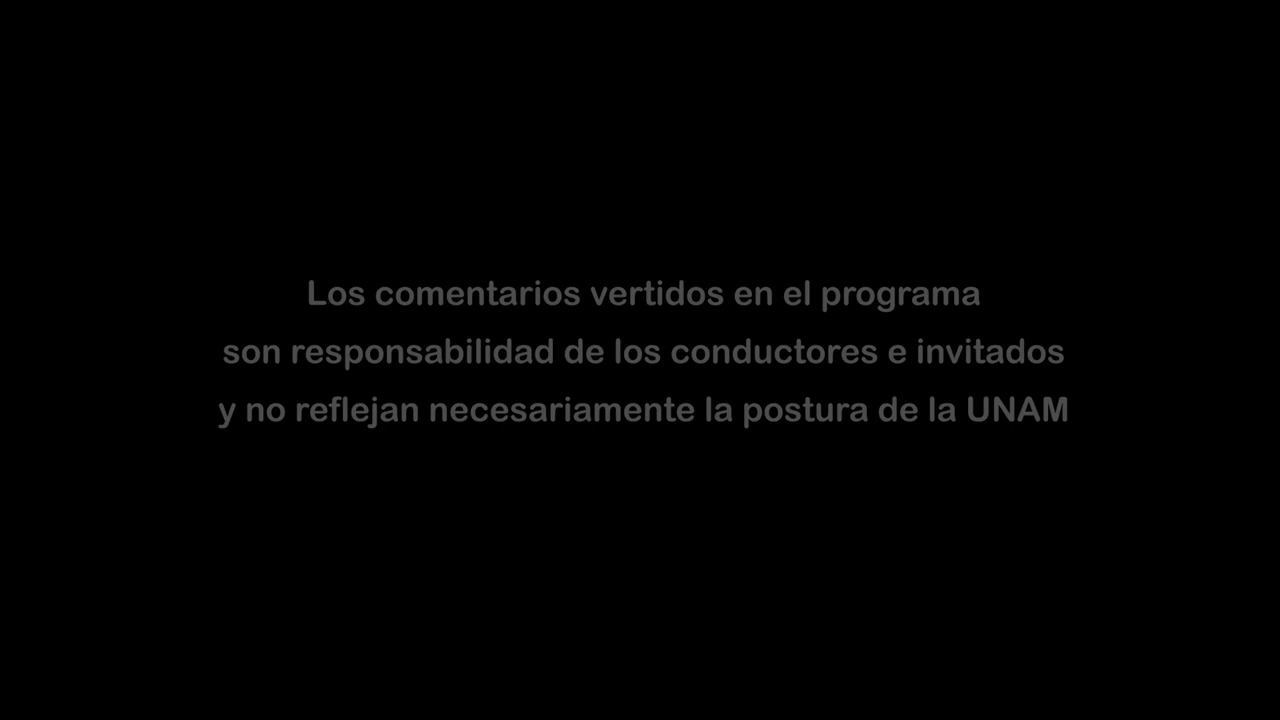 Los comentarios vertidos en el programa
son responsabilidad de los conductores e invitados
y no reflejan necesariamente la postura de la UNAM